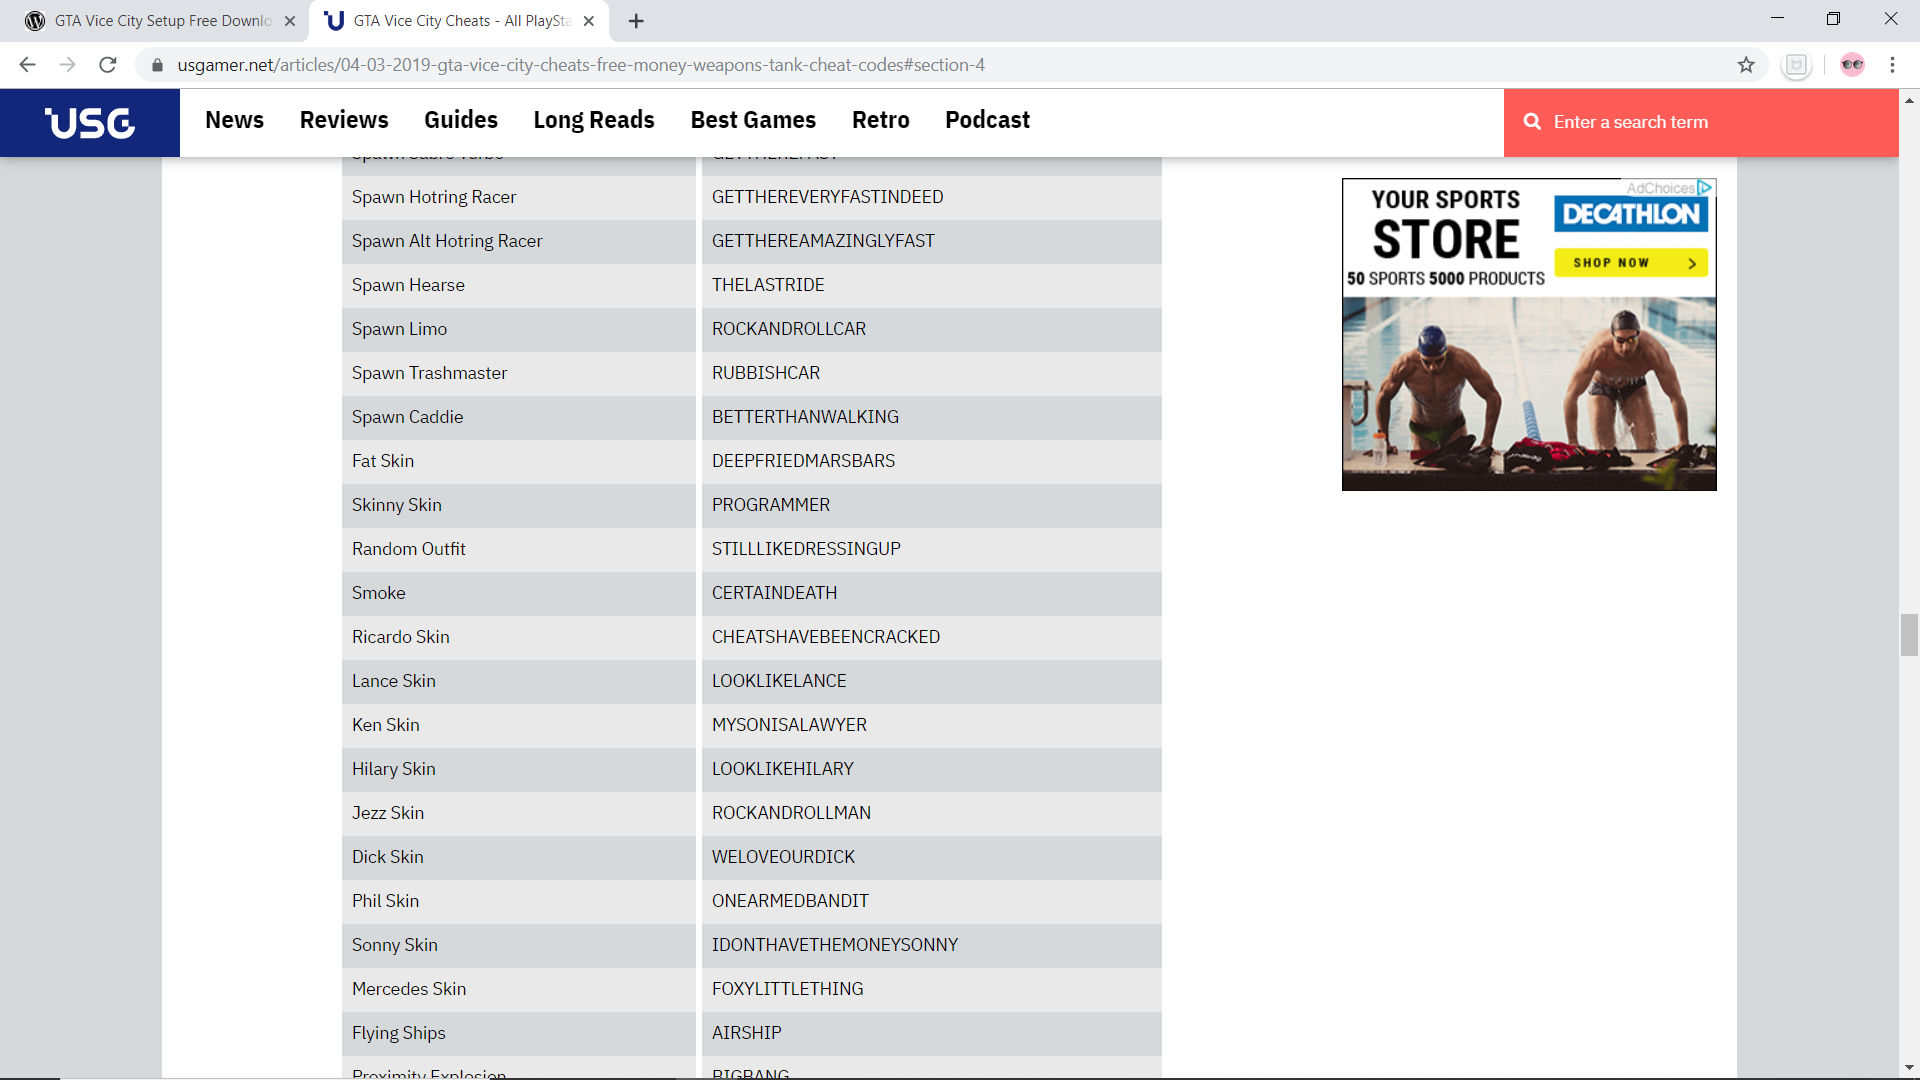 GTA Vice City Setup Free Downlo
GTA Vice City Cheats - All PlaySta
usgamer.net/articles/04-03-2019-gta-vice-city-cheats-free-money-weapons-tank-cheat-codes#section-4
USG
News
Reviews
Guides
Long Reads
Best Games
Retro
Podcast
Enter a search term
Spawn Sabre Turbo GETTHEREFAST
Spawn Hotring Racer GETTHEREVERYFASTINDEED
Spawn Alt Hotring Racer GETTHEREAMAZINGLYFAST
Spawn Hearse THELASTRIDE
Spawn Limo ROCKANDROLLCAR
Spawn Trashmaster RUBBISHCAR
Spawn Caddie BETTERTHANWALKING
Fat Skin DEEPFRIEDMARSBARS
Skinny Skin PROGRAMMER
Random Outfit STILLLIKEDRESSINGUP
Smoke CERTAINDEATH
Ricardo Skin CHEATSHAVEBEENCRACKED
Lance Skin LOOKLIKELANCE
Ken Skin MYSONISALAWYER
Hilary Skin LOOKLIKEHILARY
Jezz Skin ROCKANDROLLMAN
Dick Skin WELOVEOURDICK
Phil Skin ONEARMEDBANDIT
Sonny Skin IDONTHAVETHEMONEYSONNY
Mercedes Skin FOXYLITTLETHING
Flying Ships AIRSHIP
Proximity Explosion BIGBANG
AdChoices
YOUR SPORTS
STORE
50 SPORTS 5000 PRODUCTS
DECATHLON
SHOP NOW